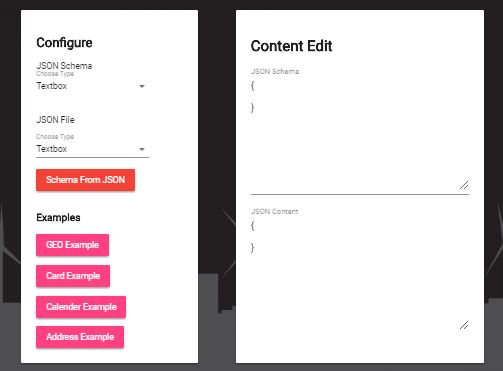 Configure
JSON Schema
Choose Type
Textbox
JSON File
Choose Type
Textbox
Schema From JSON
Examples
GEO Example
Card Example
Calender Example
Address Example
Content Edit
JSON Schema
{
}
JSON Content
{
}